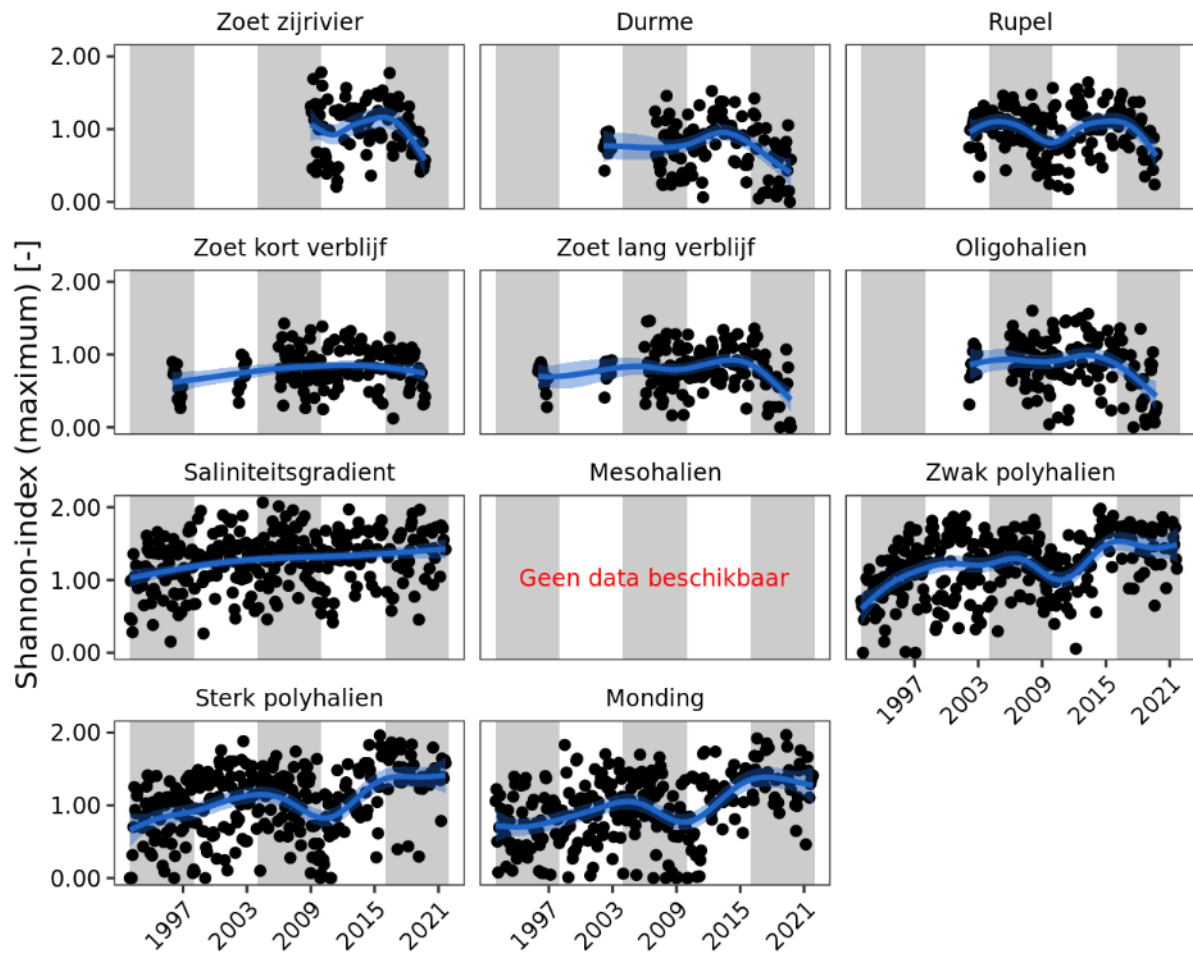 Zoet zijrivier
Durme
Rupel
2.00
1.00
0.00
Zoet kort verblijf
Zoet lang verblijf
Oligohalien
2.00
1.00
0.00
Shannon-index (maximum) [-]
Saliniteitsgradient
Mesohalien
Zwak polyhalien
2.00
1.00
0.00
Geen data beschikbaar
1997
2003
2009
2015
2021
Sterk polyhalien
Monding
2.00
1.00
0.00
1997
2003
2009
2015
2021
1997
2003
2009
2015
2021